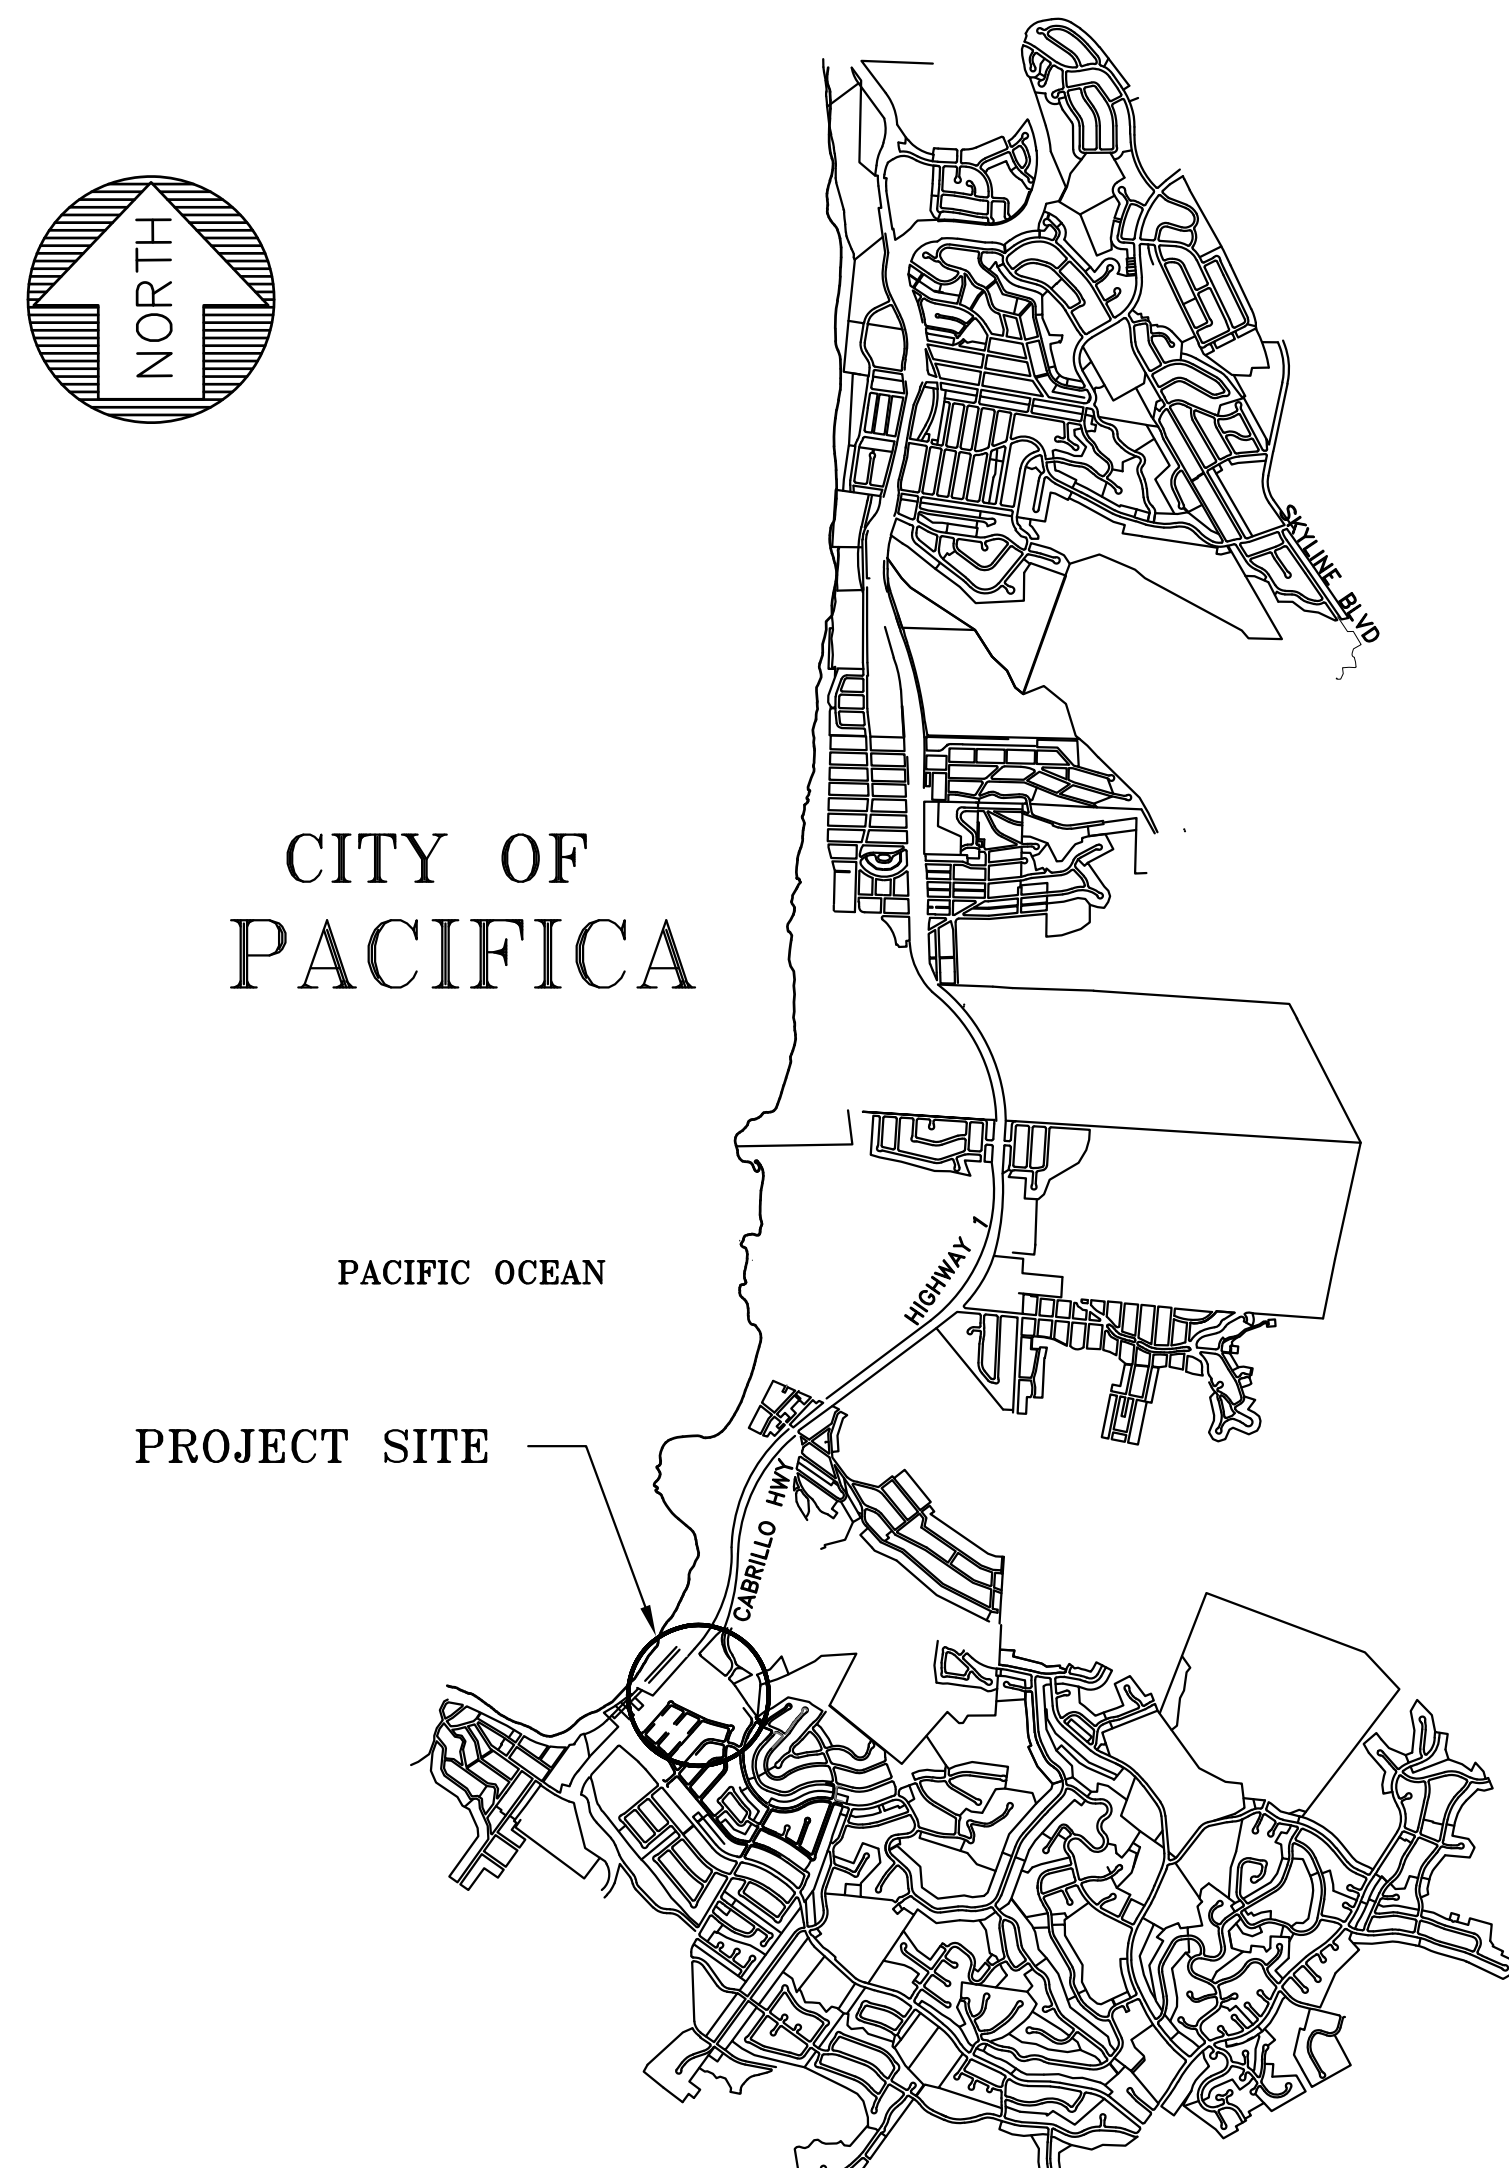 NORTH
SKYLINE BLVD
CITY OF
PACIFICA
HIGHWAY 1
PACIFIC OCEAN
PROJECT SITE
CABRILLO HWY